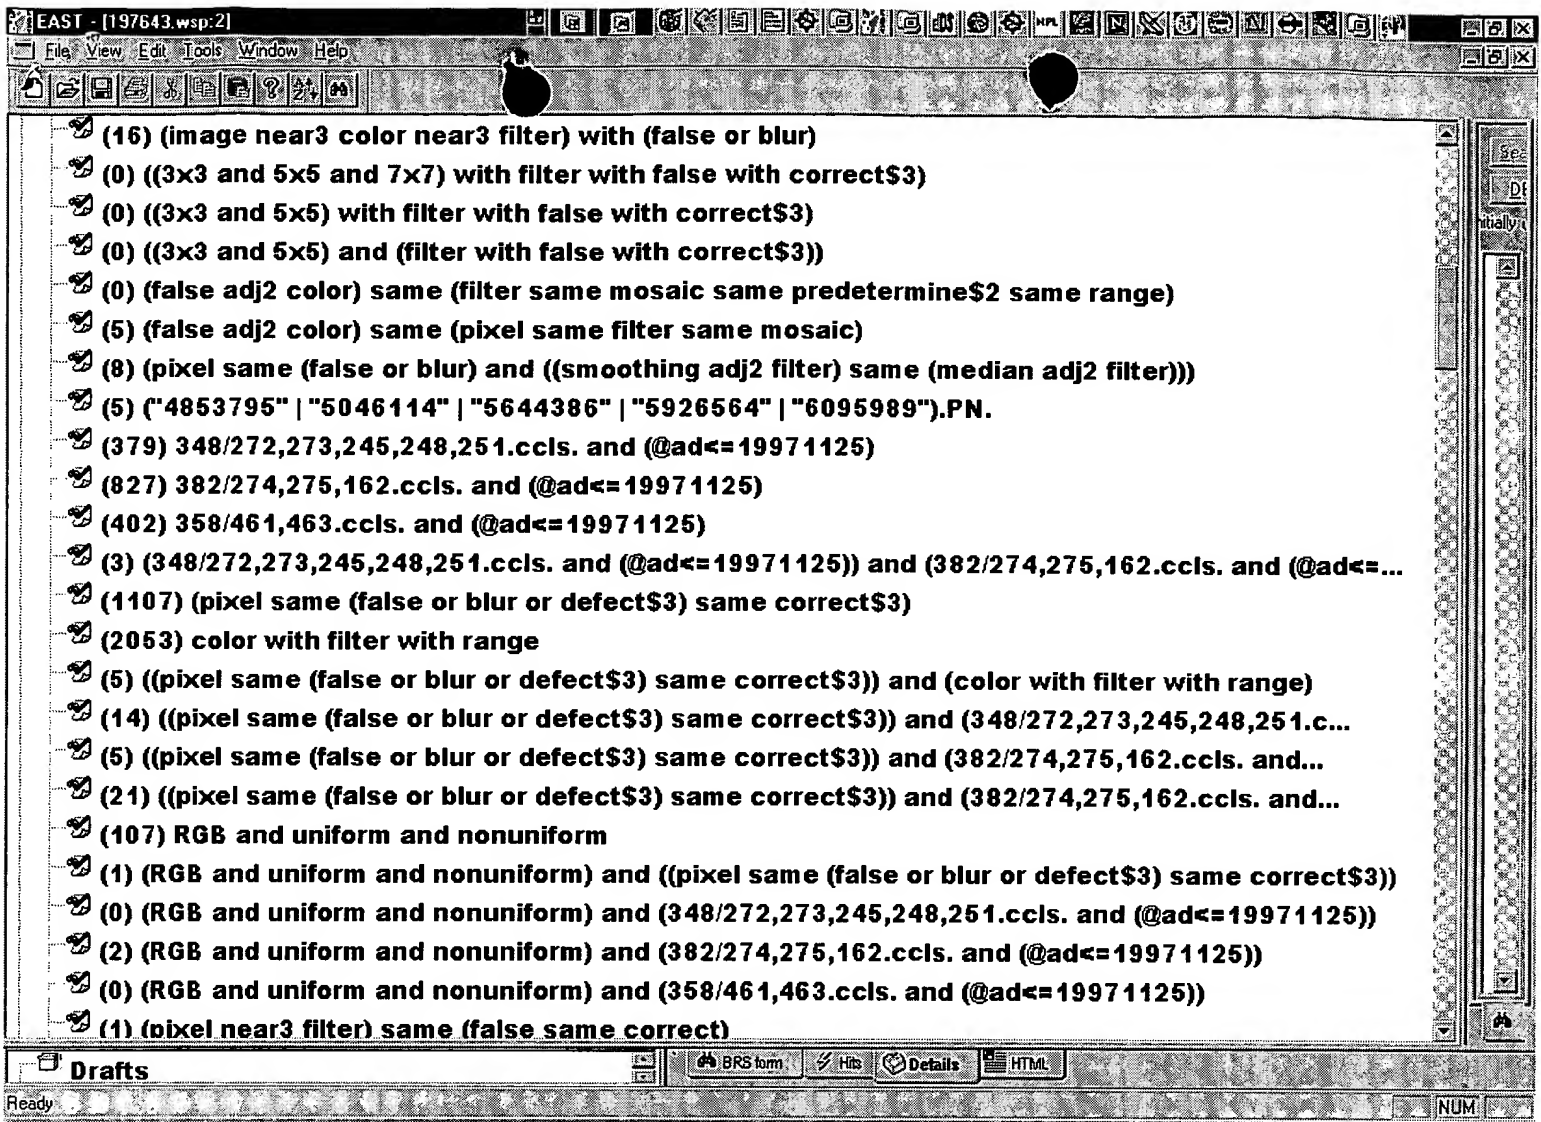 EAST - [197643.wsp:2]
NPL
File View Edit Tools Window Help
(16) (image near3 color near3 filter) with (false or blur)
(0) ((3x3 and 5x5 and 7x7) with filter with false with correct$3)
(0) ((3x3 and 5x5) with filter with false with correct$3)
(0) ((3x3 and 5x5) and (filter with false with correct$3))
(0) (false adj2 color) same (filter same mosaic same predetermine$2 same range)
(5) (false adj2 color) same (pixel same filter same mosaic)
(8) (pixel same (false or blur) and ((smoothing adj2 filter) same (median adj2 filter)))
(5) ("4853795" | "5046114" | "5644386" | "5926564" | "6095989").PN.
(379) 348/272,273,245,248,251.ccls. and (@ad<=19971125)
(827) 382/274,275,162.ccls. and (@ad<=19971125)
(402) 358/461,463.ccls. and (@ad<=19971125)
(3) (348/272,273,245,248,251.ccls. and (@ad<=19971125)) and (382/274,275,162.ccls. and (@ad<=...
(1107) (pixel same (false or blur or defect$3) same correct$3)
(2053) color with filter with range
(5) ((pixel same (false or blur or defect$3) same correct$3)) and (color with filter with range)
(14) ((pixel same (false or blur or defect$3) same correct$3)) and (348/272,273,245,248,251.c...
(5) ((pixel same (false or blur or defect$3) same correct$3)) and (382/274,275,162.ccls. and...
(21) ((pixel same (false or blur or defect$3) same correct$3)) and (382/274,275,162.ccls. and...
(107) RGB and uniform and nonuniform
(1) (RGB and uniform and nonuniform) and ((pixel same (false or blur or defect$3) same correct$3))
(0) (RGB and uniform and nonuniform) and (348/272,273,245,248,251.ccls. and (@ad<=19971125))
(2) (RGB and uniform and nonuniform) and (382/274,275,162.ccls. and (@ad<=19971125))
(0) (RGB and uniform and nonuniform) and (358/461,463.ccls. and (@ad<=19971125))
(1) (pixel near3 filter) same (false same correct)
Sea
DE
nitially
Drafts
BRS form Hits Details HTML
Ready
NUM